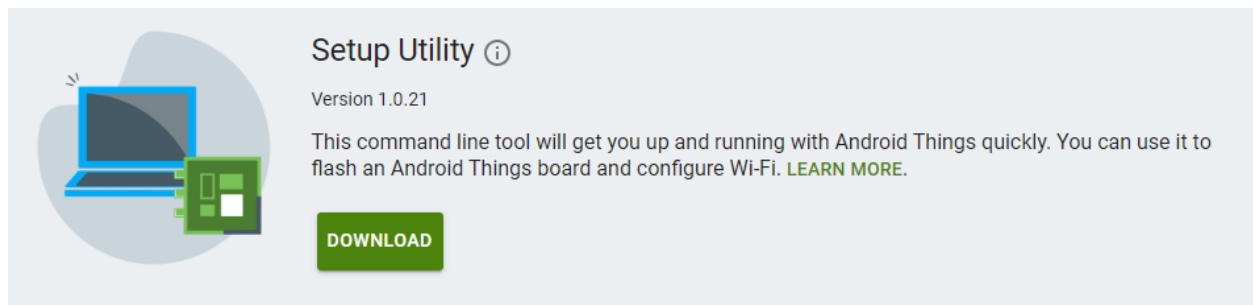 Setup Utility
Version 1.0.21
This command line tool will get you up and running with Android Things quickly. You can use it to
flash an Android Things board and configure Wi-Fi. LEARN MORE.
DOWNLOAD